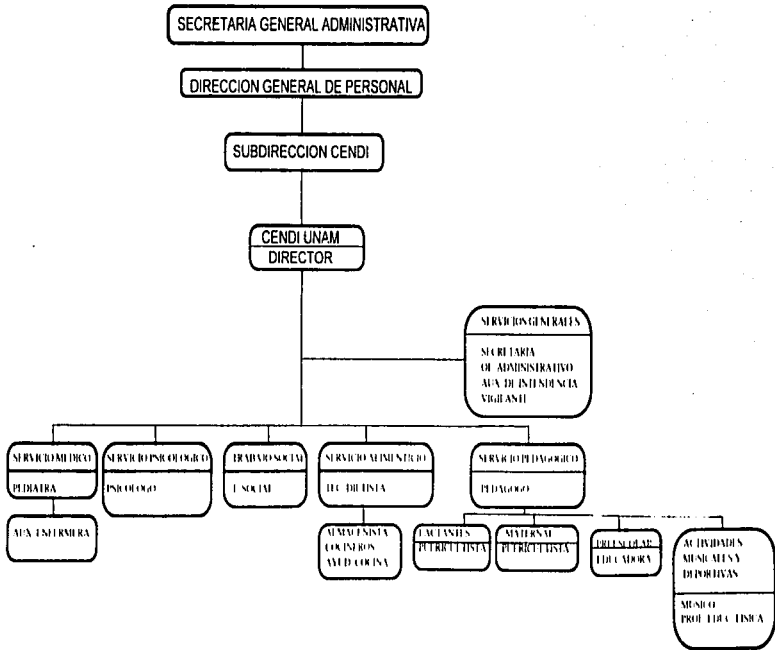 SECRETARIA GENERAL ADMINISTRATIVA
DIRECCION GENERAL DE PERSONAL
SUBDIRECCION CENDI
CENDI UNAM
DIRECTOR
SERVICIOS GENERALES
SECRETARIA
OF ADMINISTRATIVO
AUX DE INTENDENCIA
VIGILANTE
SERVICIO MEDICO
PEDIATRA
AUX ENFERMERA
SERVICIO PSICOLOGICO
PSICOLOGO
TRABAJO SOCIAL
T. SOCIAL
SERVICIO ALIMENTICIO
TEC DIETISTA
ALMACENISTA
COCINEROS
AYUD COCINA
SERVICIO PEDAGOGICO
PEDAGOGO
LACTANTES
PUERICULTISTA
MATERNAL
PUERICULTISTA
PREESCOLAR
EDUCADORA
ACTIVIDADES
MUSICALES Y
DEPORTIVAS
MUSICO
PROF. EDUC. FISICA